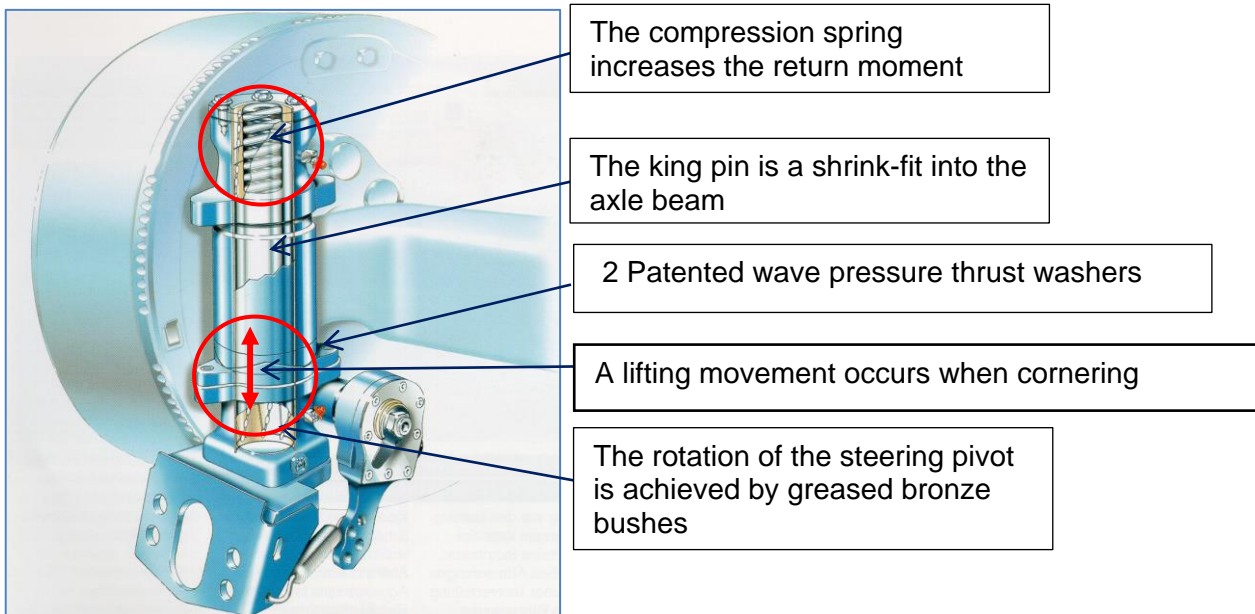 The compression spring
increases the return moment
The king pin is a shrink-fit into the
axle beam
2 Patented wave pressure thrust washers
A lifting movement occurs when cornering
The rotation of the steering pivot
is achieved by greased bronze
bushes